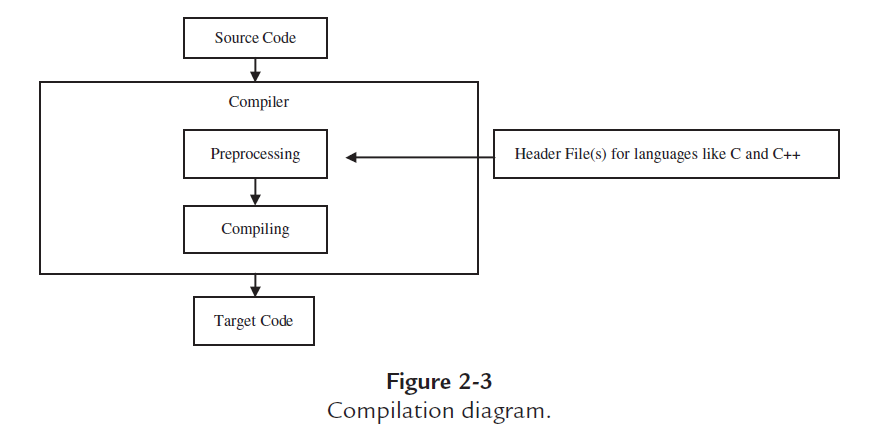 Source Code
Compiler
Preprocessing
Header File(s) for languages like C and C++
Compiling
Target Code
Figure 2-3
Compilation diagram.